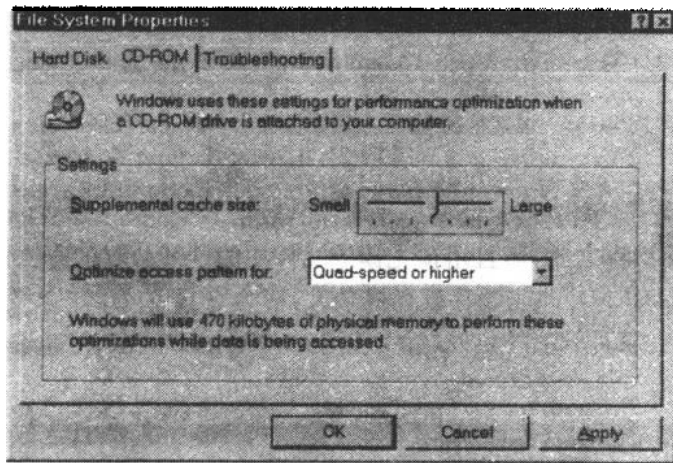 File System Properties
Hard Disk CD-ROM Troubleshooting
Windows uses these settings for performance optimization when
a CD-ROM drive is attached to your computer.
Settings
Supplemental cache size: Small Large
Optimize access pattern for: Quad-speed or higher
Windows will use 470 kilobytes of physical memory to perform these
optimizations while data is being accessed.
OK Cancel Apply